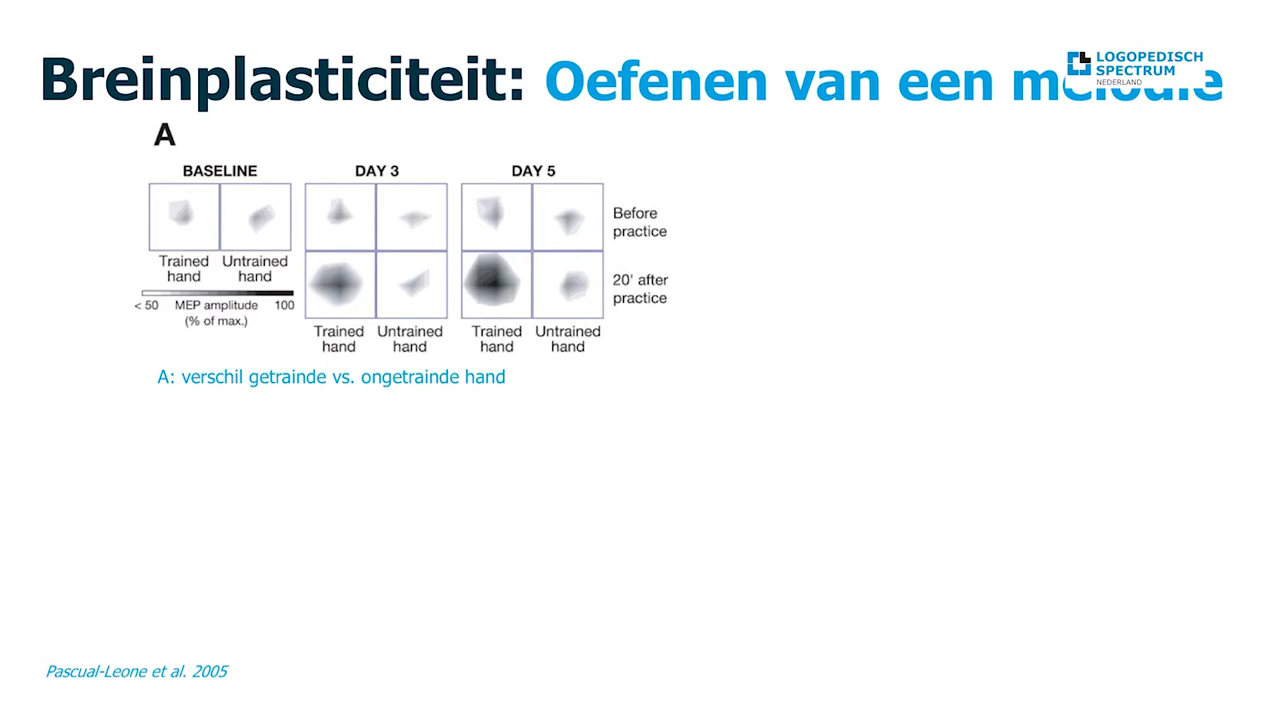 Breinplasticiteit: Oefenen van een melodie
LOGOPEDISCH
SPECTRUM
NEDERLAND
A
BASELINE
DAY 3
DAY 5
Before
practice
Trained
hand
Untrained
hand
20' after
practice
< 50 MEP amplitude 100
(% of max.)
Trained
hand
Untrained
hand
Trained
hand
Untrained
hand
A: verschil getrainde vs. ongetrainde hand
Pascual-Leone et al. 2005